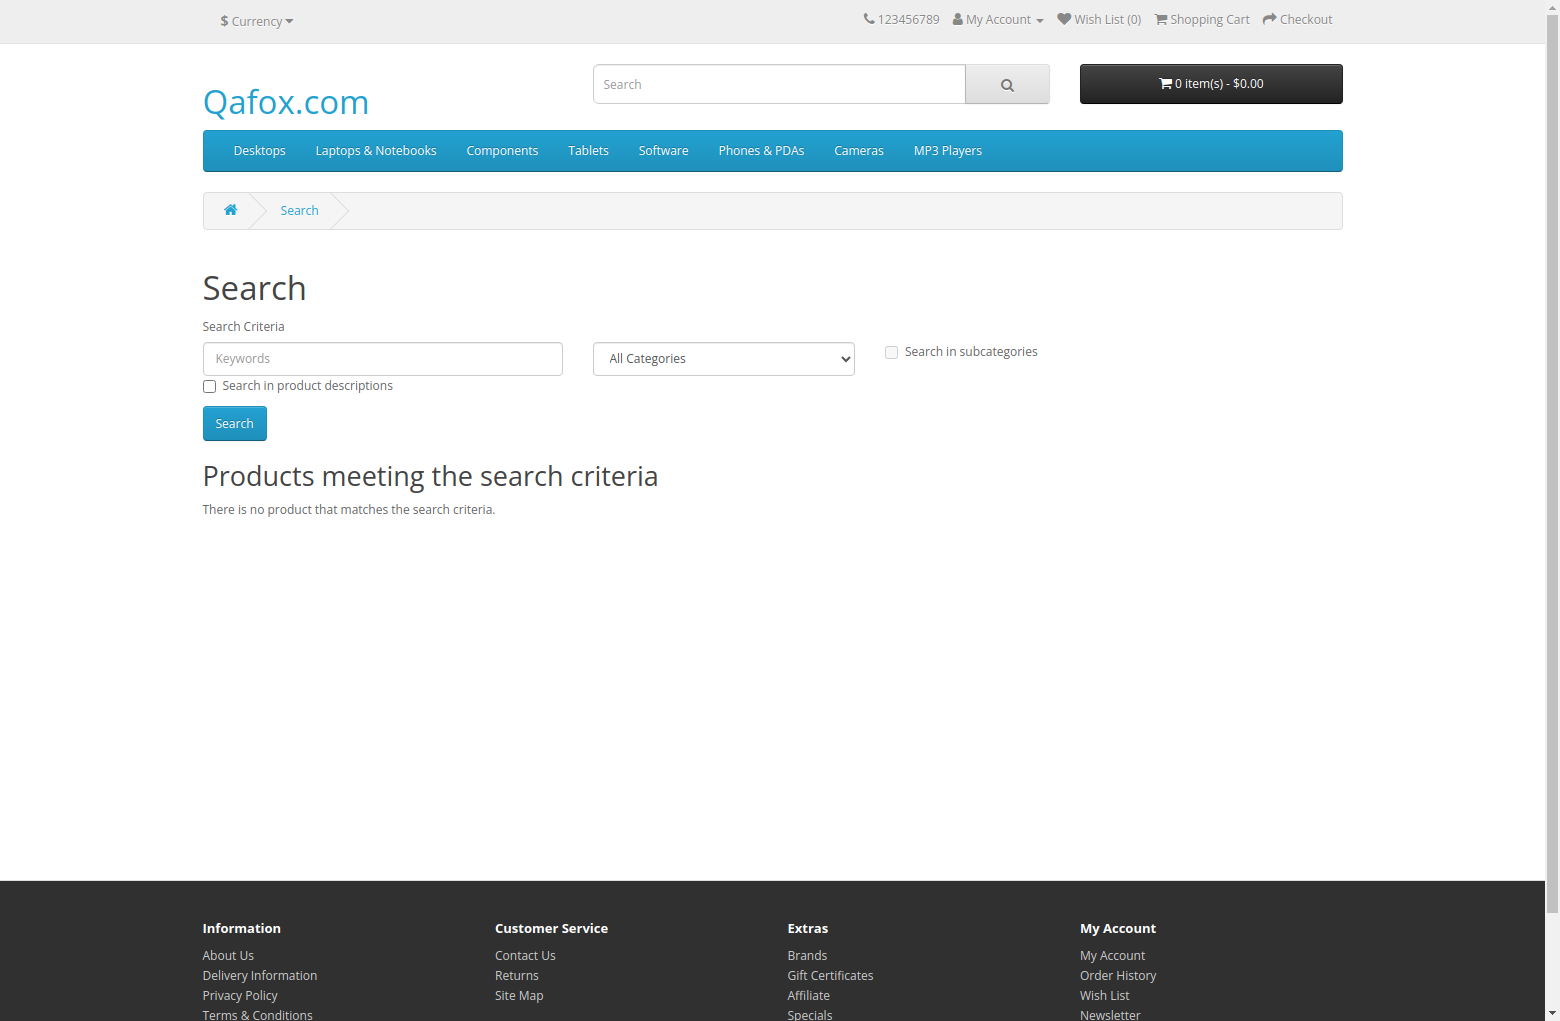 $ Currency
123456789 My Account Wish List (0) Shopping Cart Checkout
Qafox.com
Search
0 item(s) - $0.00
Desktops Laptops & Notebooks Components Tablets Software Phones & PDAs Cameras MP3 Players
Search
Search
Search Criteria
Keywords
All Categories
Search in subcategories
Search in product descriptions
Search
Products meeting the search criteria
There is no product that matches the search criteria.
Information
About Us
Delivery Information
Privacy Policy
Terms & Conditions
Customer Service
Contact Us
Returns
Site Map
Extras
Brands
Gift Certificates
Affiliate
Specials
My Account
My Account
Order History
Wish List
Newsletter